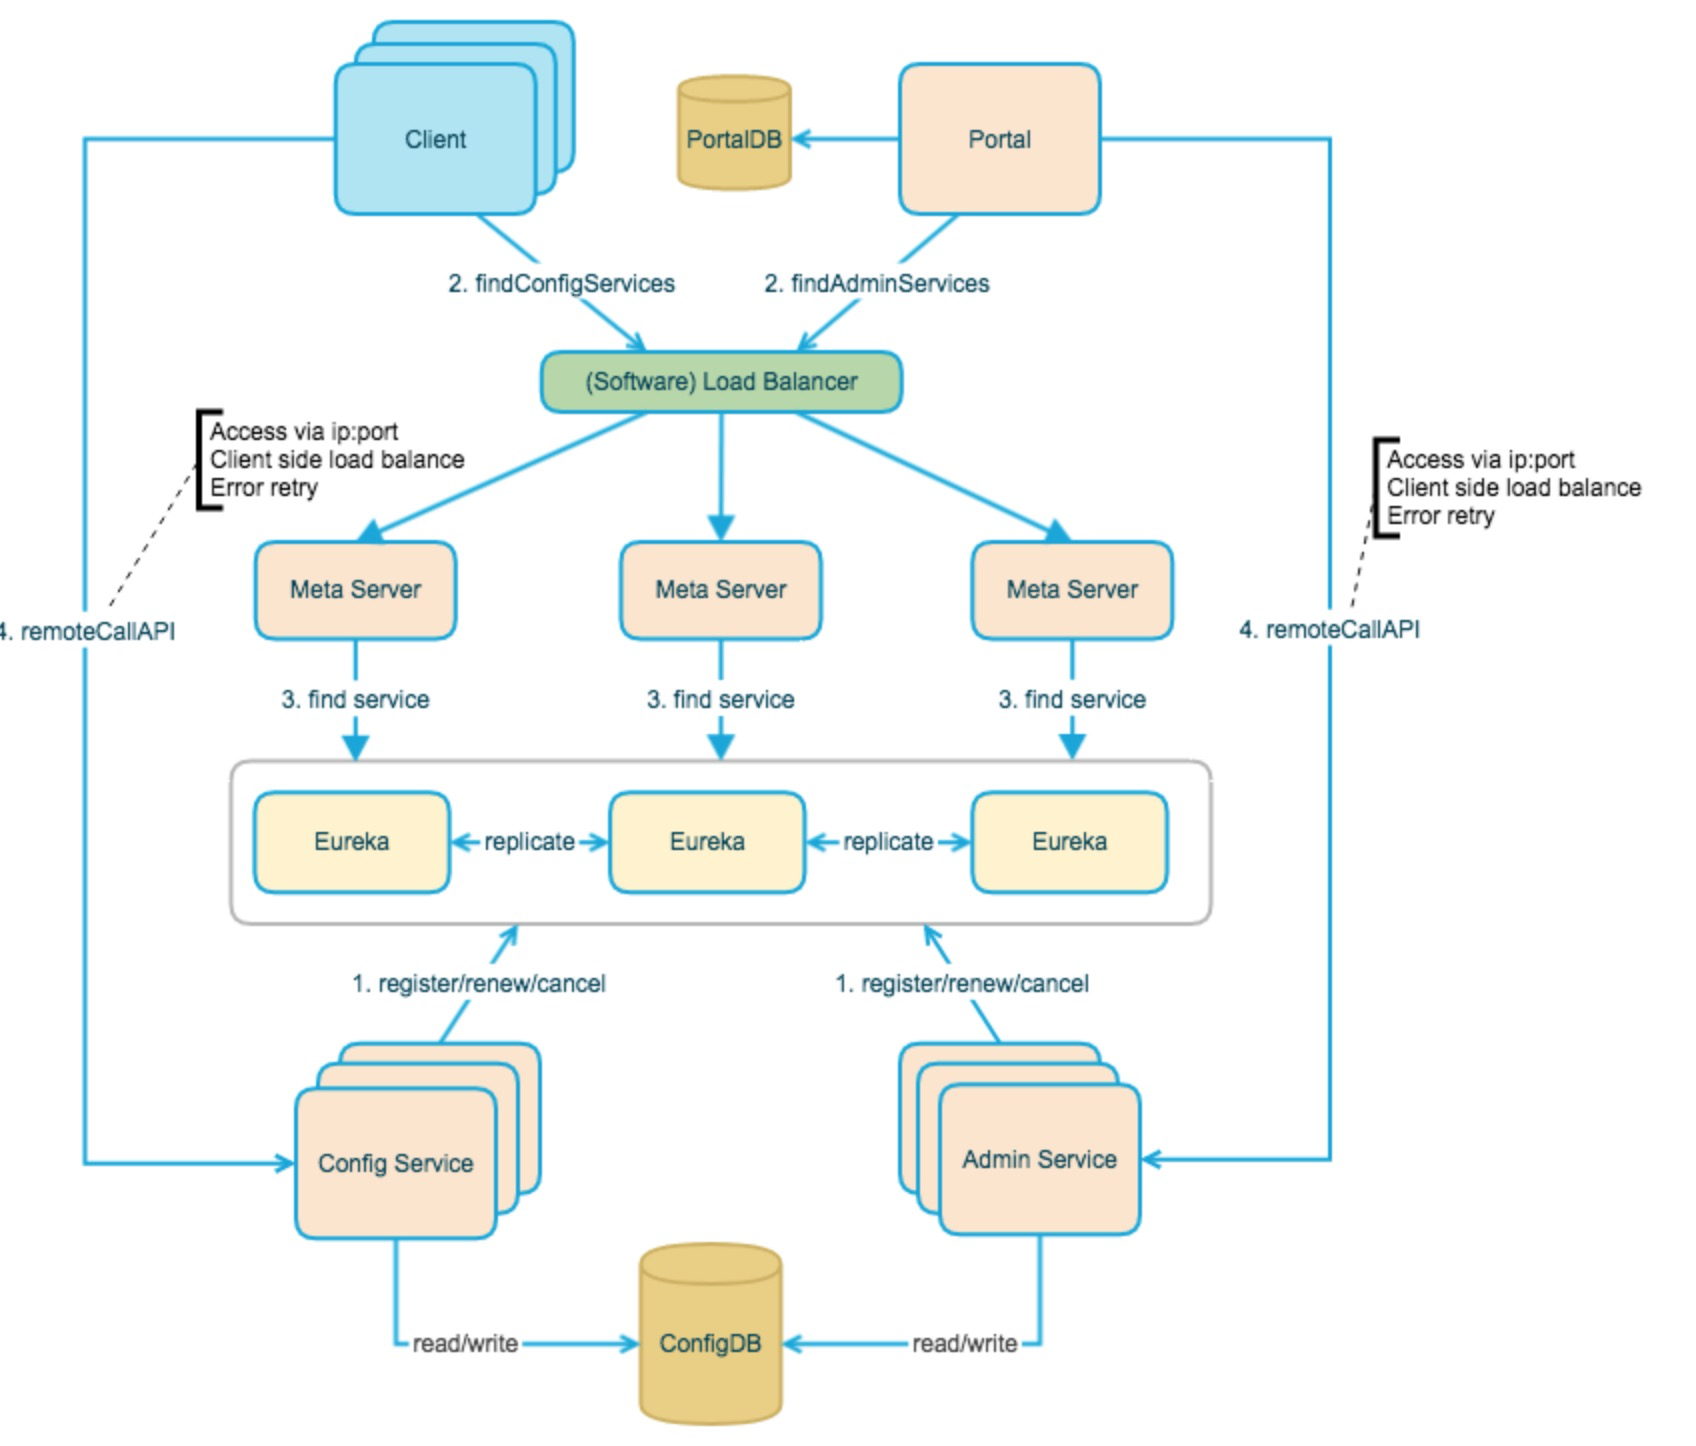 Client
PortalDB
Portal
2. findConfigServices
2. findAdminServices
(Software) Load Balancer
Access via ip:port
Client side load balance
Error retry
Access via ip:port
Client side load balance
Error retry
Meta Server
Meta Server
Meta Server
4. remoteCallAPI
4. remoteCallAPI
3. find service
3. find service
3. find service
Eureka
replicate
Eureka
replicate
Eureka
1. register/renew/cancel
1. register/renew/cancel
Config Service
Admin Service
read/write
ConfigDB
read/write